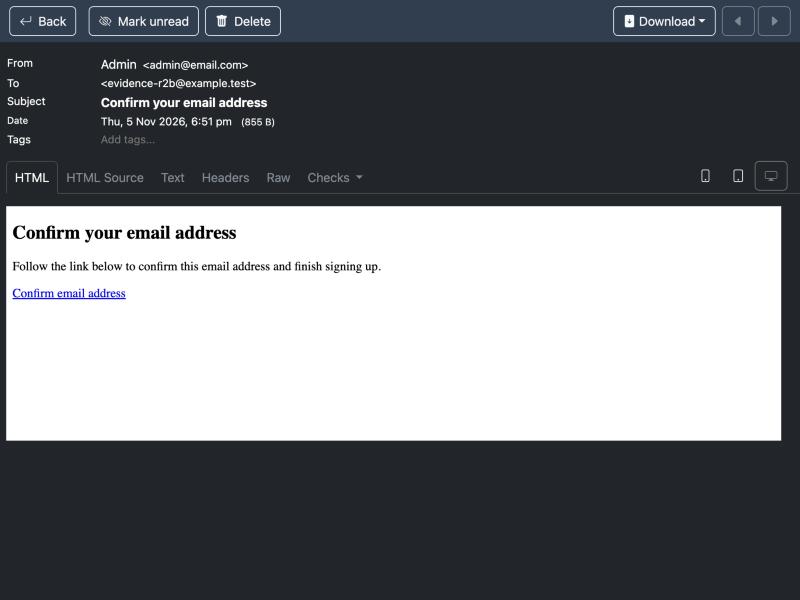 Back
Mark unread
Delete
Download
From
Admin <admin@email.com>
To
<evidence-r2b@example.test>
Subject
Confirm your email address
Date
Thu, 5 Nov 2026, 6:51 pm (855 B)
Tags
Add tags...
HTML
HTML Source
Text
Headers
Raw
Checks
Confirm your email address
Follow the link below to confirm this email address and finish signing up.
Confirm email address